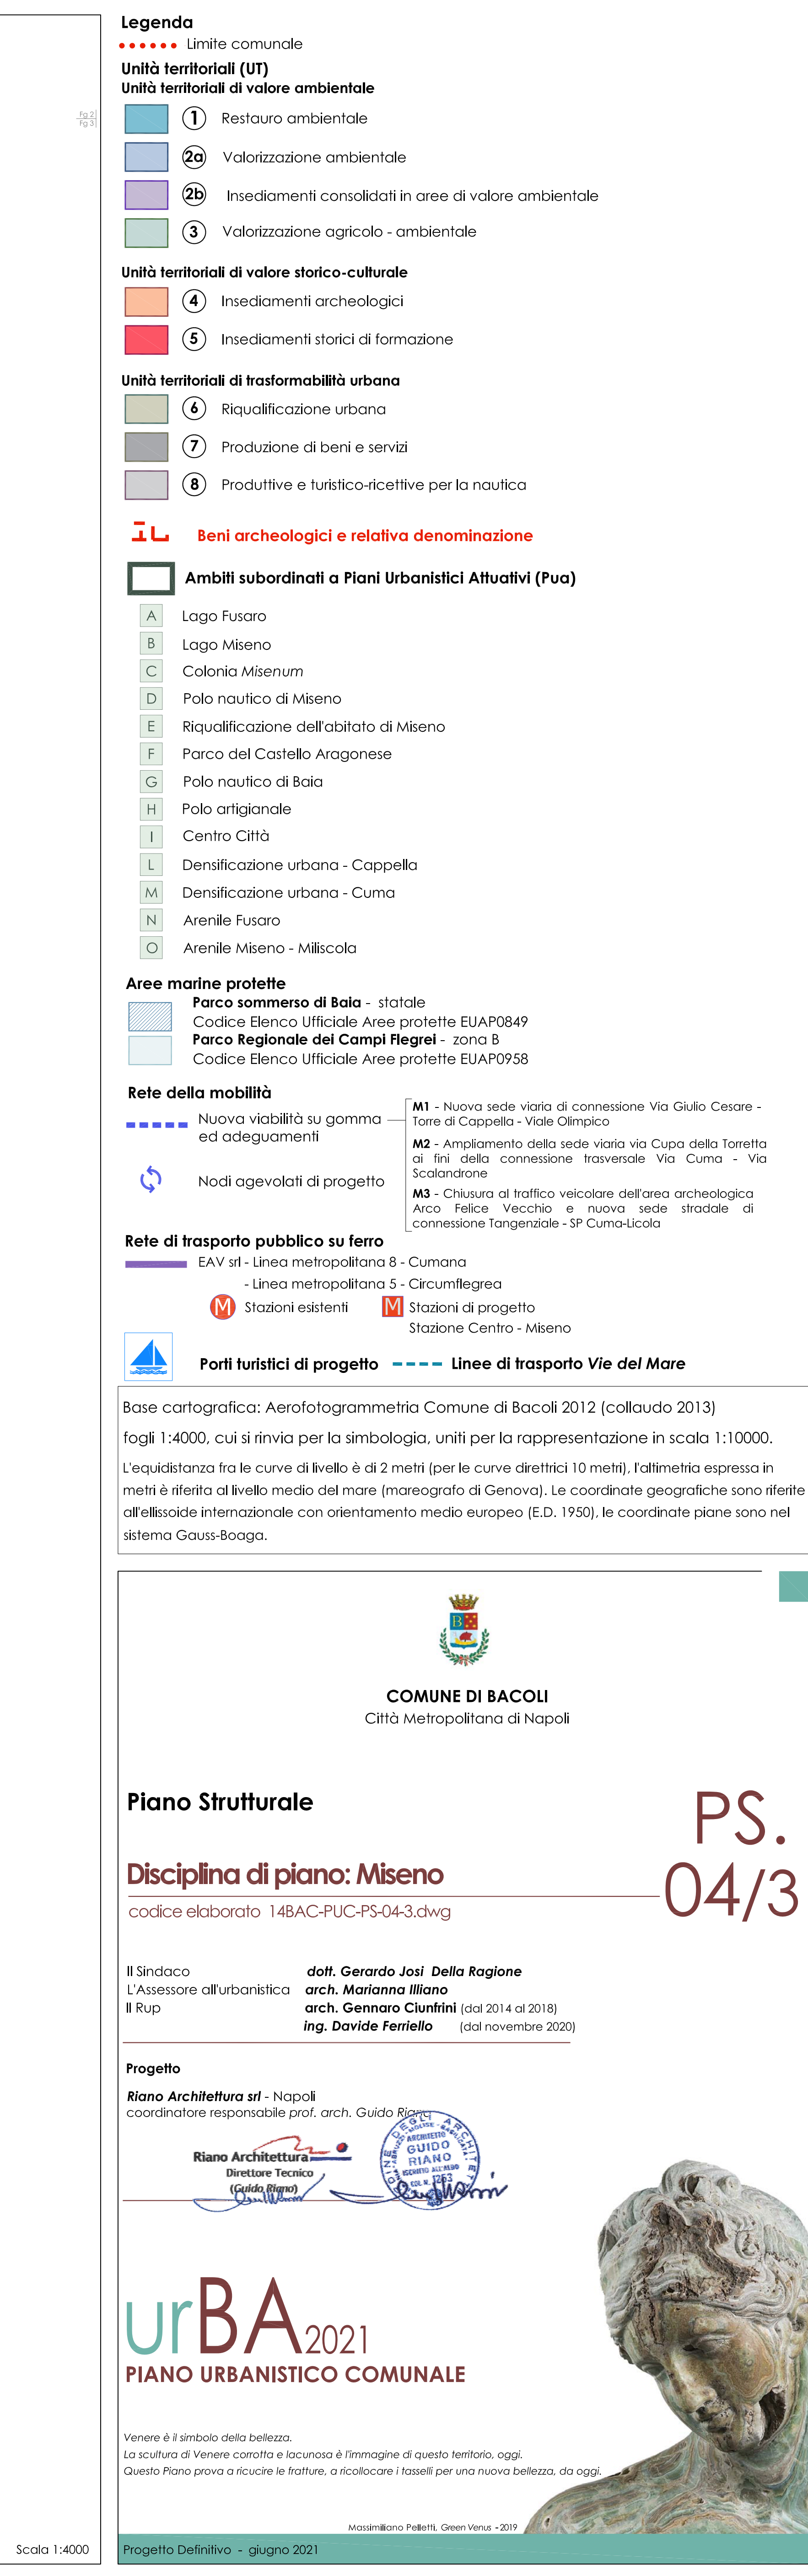 Legenda
Limite comunale
Unità territoriali (UT)
Unità territoriali di valore ambientale
Fg 2
Fg 3
1 Restauro ambientale
2a Valorizzazione ambientale
2b Insediamenti consolidati in aree di valore ambientale
3 Valorizzazione agricolo - ambientale
Unità territoriali di valore storico-culturale
4 Insediamenti archeologici
5 Insediamenti storici di formazione
Unità territoriali di trasformabilità urbana
6 Riqualificazione urbana
7 Produzione di beni e servizi
8 Produttive e turistico-ricettive per la nautica
Beni archeologici e relativa denominazione
Ambiti subordinati a Piani Urbanistici Attuativi (Pua)
A Lago Fusaro
B Lago Miseno
C Colonia Misenum
D Polo nautico di Miseno
E Riqualificazione dell'abitato di Miseno
F Parco del Castello Aragonese
G Polo nautico di Baia
H Polo artigianale
I Centro Città
L Densificazione urbana - Cappella
M Densificazione urbana - Cuma
N Arenile Fusaro
O Arenile Miseno - Miliscola
Aree marine protette
Parco sommerso di Baia - statale
Codice Elenco Ufficiale Aree protette EUAP0849
Parco Regionale dei Campi Flegrei - zona B
Codice Elenco Ufficiale Aree protette EUAP0958
Rete della mobilità
Nuova viabilità su gomma
ed adeguamenti
Nodi agevolati di progetto
M1 - Nuova sede viaria di connessione Via Giulio Cesare -
Torre di Cappella - Viale Olimpico
M2 - Ampliamento della sede viaria via Cupa della Torretta
ai fini della connessione trasversale Via Cuma - Via
Scalandrone
M3 - Chiusura al traffico veicolare dell'area archeologica
Arco Felice Vecchio e nuova sede stradale di
connessione Tangenziale - SP Cuma-Licola
Rete di trasporto pubblico su ferro
EAV srl - Linea metropolitana 8 - Cumana
- Linea metropolitana 5 - Circumflegrea
M Stazioni esistenti M Stazioni di progetto
Stazione Centro - Miseno
Porti turistici di progetto Linee di trasporto Vie del Mare
Base cartografica: Aerofotogrammetria Comune di Bacoli 2012 (collaudo 2013)
fogli 1:4000, cui si rinvia per la simbologia, uniti per la rappresentazione in scala 1:10000.
L'equidistanza fra le curve di livello è di 2 metri (per le curve direttrici 10 metri), l'altimetria espressa in
metri è riferita al livello medio del mare (mareografo di Genova). Le coordinate geografiche sono riferite
all'ellissoide internazionale con orientamento medio europeo (E.D. 1950), le coordinate piane sono nel
sistema Gauss-Boaga.
B
COMUNE DI BACOLI
Città Metropolitana di Napoli
Piano Strutturale
PS.
04/3
Disciplina di piano: Miseno
codice elaborato 14BAC-PUC-PS-04-3.dwg
Il Sindaco dott. Gerardo Josi Della Ragione
L'Assessore all'urbanistica arch. Marianna Illiano
Il Rup arch. Gennaro Ciunfrini (dal 2014 al 2018)
ing. Davide Ferriello (dal novembre 2020)
Progetto
Riano Architettura srl - Napoli
coordinatore responsabile prof. arch. Guido Riano
Riano Architettura
Direttore Tecnico
(Guido Riano)
ARCHITETTO
GUIDO
RIANO
ISCRITTO ALL'ALBO
COL N. 1263
urBA2021
PIANO URBANISTICO COMUNALE
Venere è il simbolo della bellezza.
La scultura di Venere corrotta e lacunosa è l'immagine di questo territorio, oggi.
Questo Piano prova a ricucire le fratture, a ricollocare i tasselli per una nuova bellezza, da oggi.
Massimiliano Pelletti, Green Venus - 2019
Scala 1:4000
Progetto Definitivo - giugno 2021